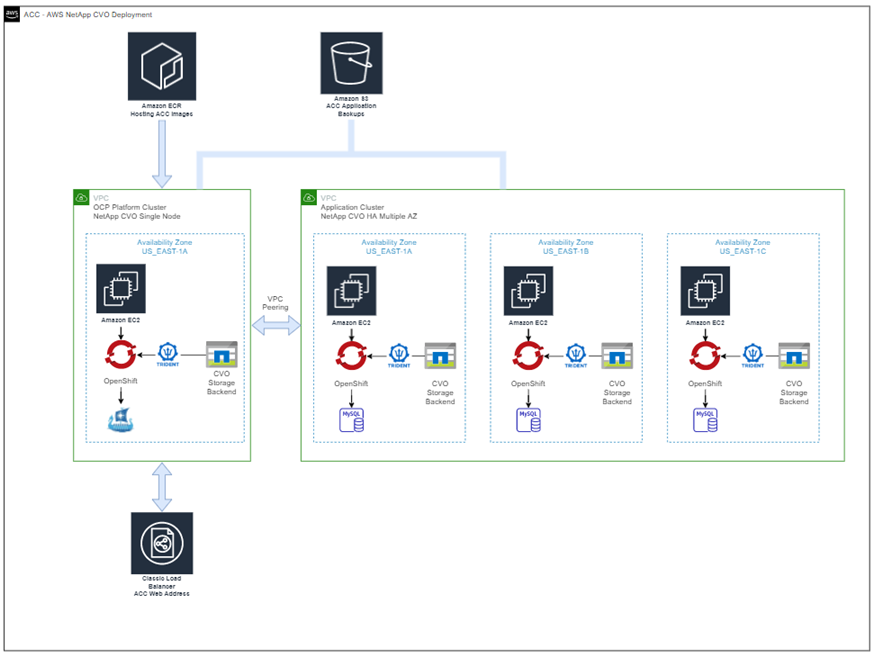 aws
ACC - AWS NetApp CVO Deployment
Amazon ECR
Hosting ACC Images
Amazon S3
ACC Application
Backups
VPC
OCP Platform Cluster
NetApp CVO Single Node
Availability Zone
US_EAST-1A
Amazon EC2
OpenShift
TRIDENT
CVO
Storage
Backend
VPC
Peering
VPC
Application Cluster
NetApp CVO HA Multiple AZ
Availability Zone
US_EAST-1A
Amazon EC2
OpenShift
TRIDENT
CVO
Storage
Backend
MySQL
Availability Zone
US_EAST-1B
Amazon EC2
OpenShift
TRIDENT
CVO
Storage
Backend
MySQL
Availability Zone
US_EAST-1C
Amazon EC2
OpenShift
TRIDENT
CVO
Storage
Backend
MySQL
Classic Load
Balancer
ACC Web Address